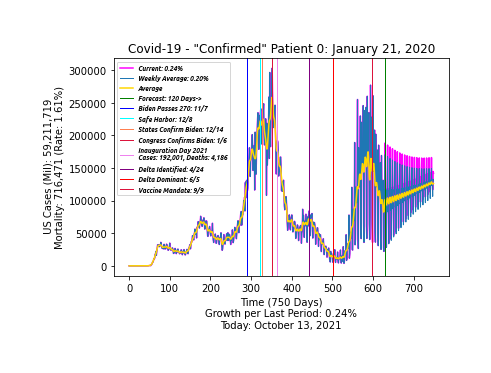 Covid-19 - "Confirmed" Patient 0: January 21, 2020
US Cases (Mil): 59,211,719
Mortality: 716,471 (Rate: 1.61%)
300000
250000
200000
150000
100000
50000
0
Current: 0.24%
Weekly Average: 0.20%
Average
Forecast: 120 Days->
Biden Passes 270: 11/7
Safe Harbor: 12/8
States Confirm Biden: 12/14
Congress Confirms Biden: 1/6
Inauguration Day 2021
Cases: 192,001, Deaths: 4,186
Delta Identified: 4/24
Delta Dominant: 6/5
Vaccine Mandate: 9/9
0 100 200 300 400 500 600 700
Time (750 Days)
Growth per Last Period: 0.24%
Today: October 13, 2021